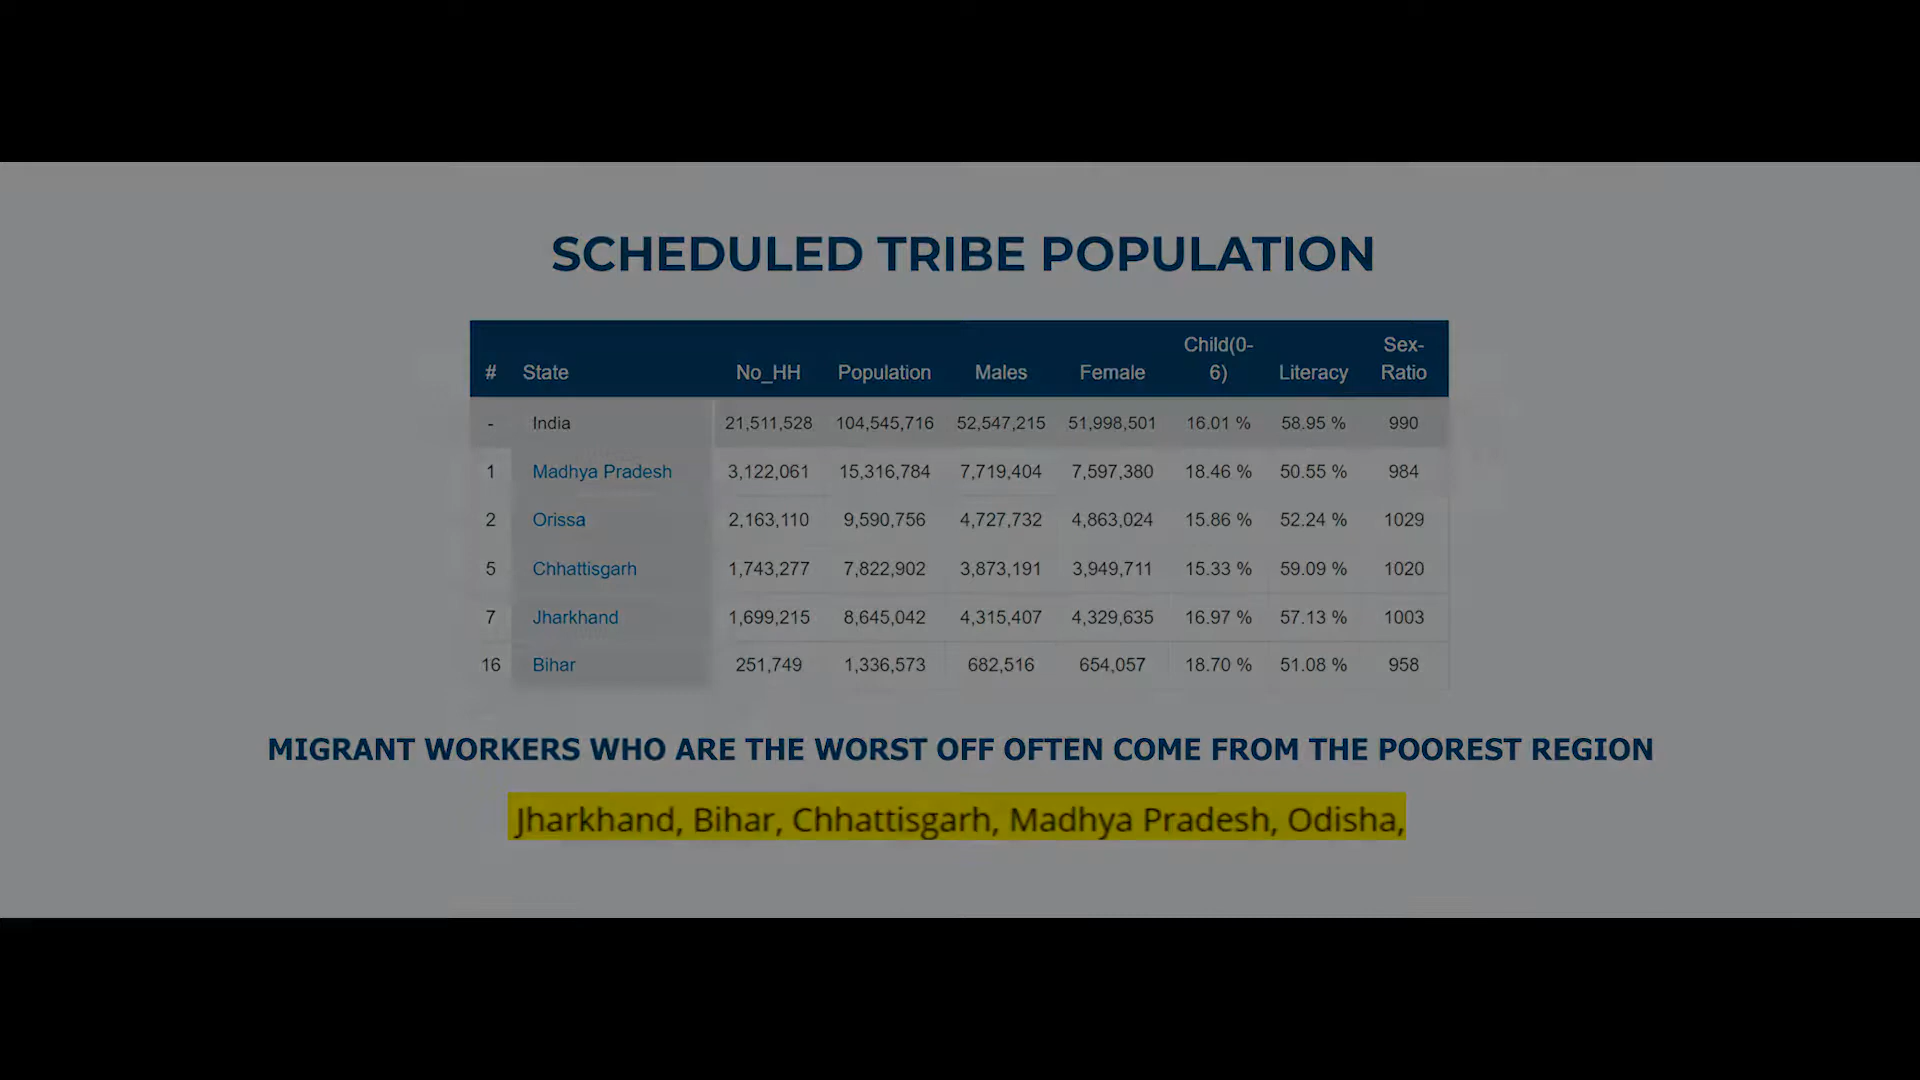 SCHEDULED TRIBE POPULATION
# State No_HH Population Males Female Child(0-6) Literacy Sex-Ratio
- India 21,511,528 104,545,716 52,547,215 51,998,501 16.01 % 58.95 % 990
1 Madhya Pradesh 3,122,061 15,316,784 7,719,404 7,597,380 18.46 % 50.55 % 984
2 Orissa 2,163,110 9,590,756 4,727,732 4,863,024 15.86 % 52.24 % 1029
5 Chhattisgarh 1,743,277 7,822,902 3,873,191 3,949,711 15.33 % 59.09 % 1020
7 Jharkhand 1,699,215 8,645,042 4,315,407 4,329,635 16.97 % 57.13 % 1003
16 Bihar 251,749 1,336,573 682,516 654,057 18.70 % 51.08 % 958
MIGRANT WORKERS WHO ARE THE WORST OFF OFTEN COME FROM THE POOREST REGION
Jharkhand, Bihar, Chhattisgarh, Madhya Pradesh, Odisha,